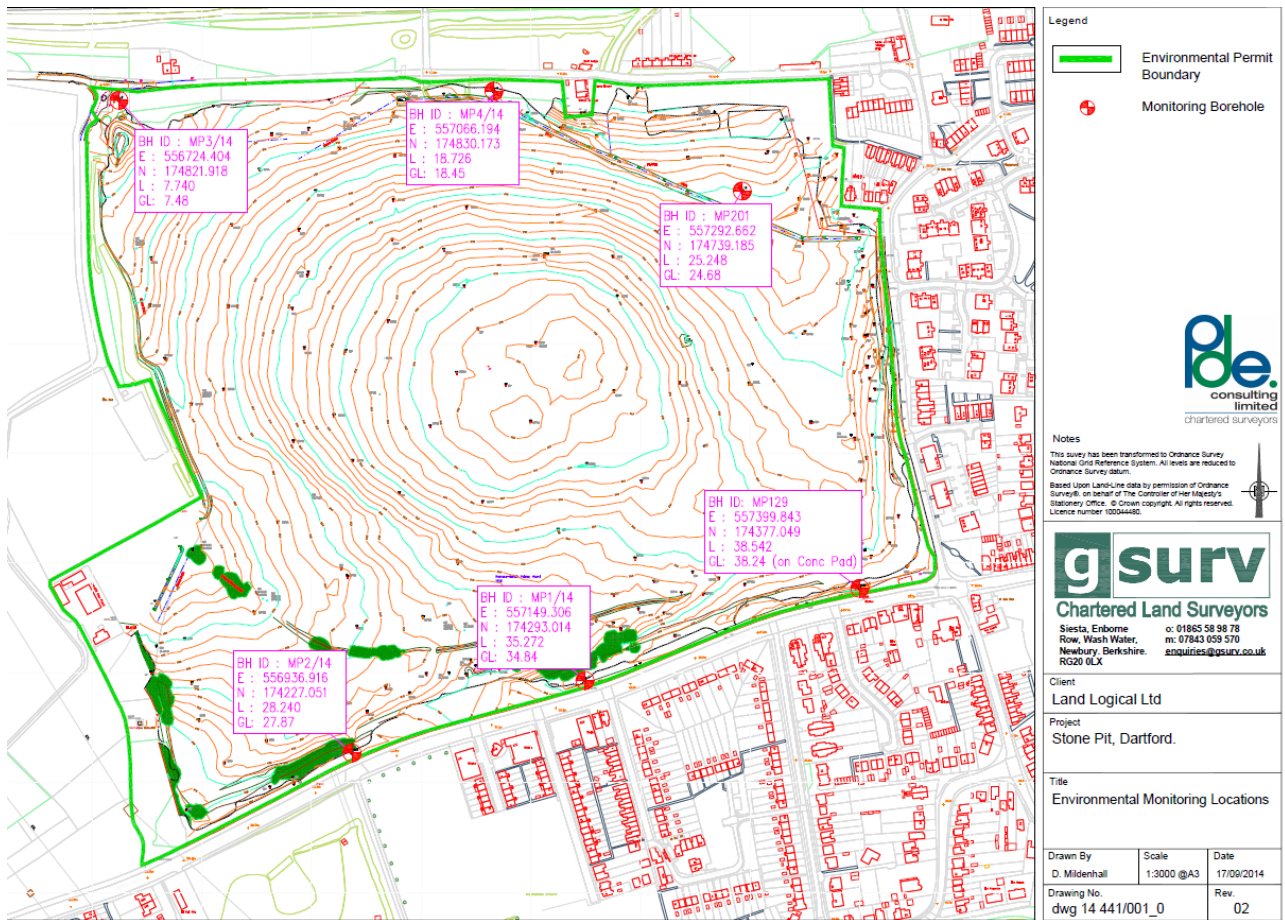 BH ID : MP3/14
E : 556724.404
N : 174821.918
L : 7.740
GL: 7.48
BH ID : MP4/14
E : 557066.194
N : 174830.173
L : 18.726
GL: 18.45
BH ID : MP201
E : 557292.662
N : 174739.185
L : 25.248
GL: 24.68
BH ID: MP129
E : 557399.843
N : 174377.049
L : 38.542
GL: 38.24 (on Conc Pad)
BH ID : MP1/14
E : 557149.306
N : 174293.014
L : 35.272
GL: 34.84
BH ID : MP2/14
E : 556936.916
N : 174227.051
L : 28.240
GL: 27.87
Legend
Environmental Permit
Boundary
Monitoring Borehole
pde.
consulting
limited
chartered surveyors
Notes
This suvey has been transformed to Ordnance Survey
National Grid Reference System. All levels are reduced to
Ordnance Survey datum.
Based Upon Land-Line data by permission of Ordnance
Survey®. on behalf of The Controller of Her Majesty's
Stationery Office. © Crown copyright. All rights reserved.
Licence number 100044480.
gsurv
Chartered Land Surveyors
Siesta, Enborne
Row, Wash Water,
Newbury. Berkshire.
RG20 0LX
o: 01865 58 98 78
m: 07843 059 570
enquiries@gsurv.co.uk
Client
Land Logical Ltd
Project
Stone Pit, Dartford.
Title
Environmental Monitoring Locations
Drawn By
D. Mildenhall
Scale
1:3000 @A3
Date
17/09/2014
Drawing No.
dwg 14 441/001_0
Rev.
02